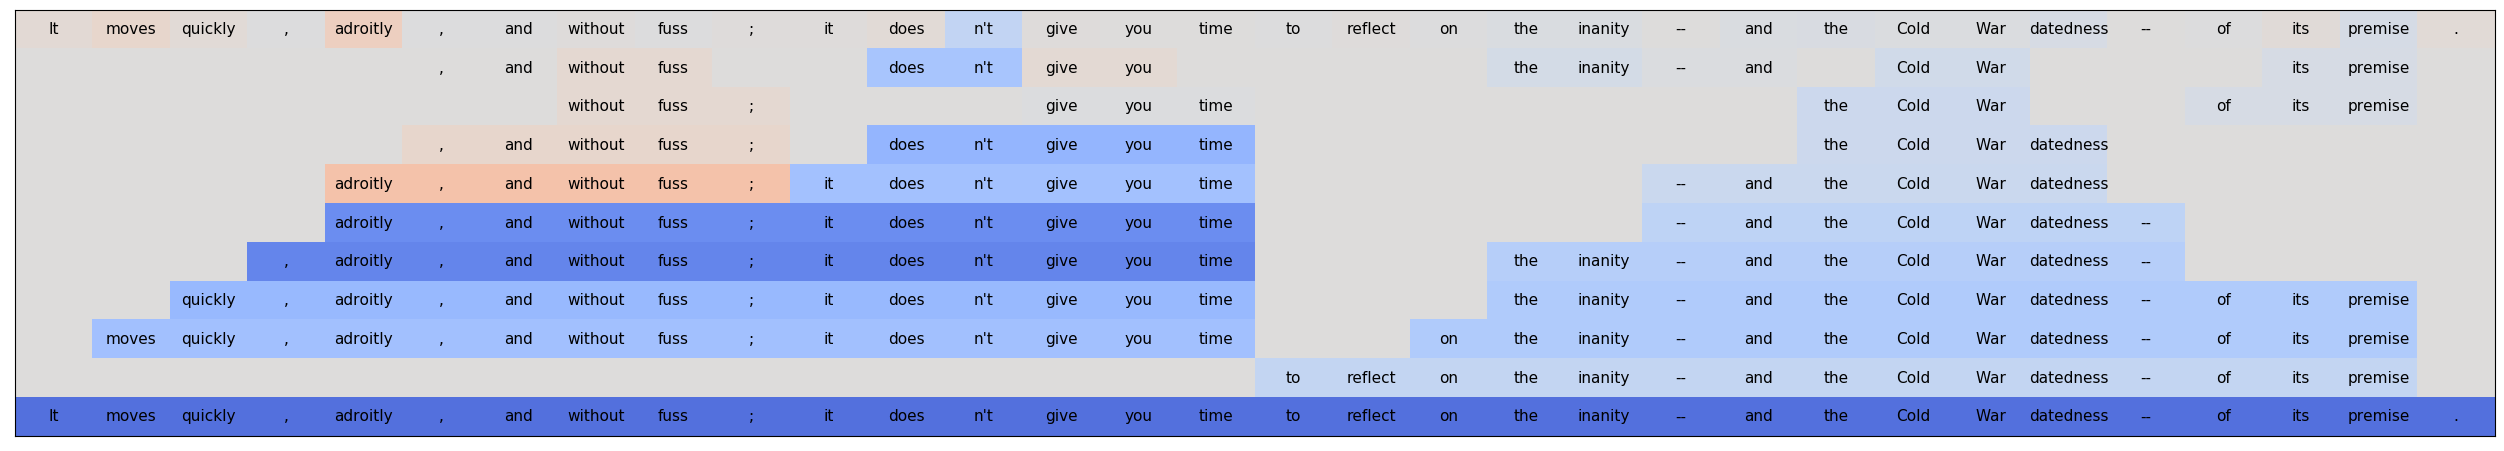 It moves quickly , adroitly , and without fuss ; it does n't give you time to reflect on the inanity -- and the Cold War datedness -- of its premise .
, and without fuss does n't give you the inanity -- and Cold War its premise
without fuss ; give you time the Cold War of its premise
, and without fuss ; does n't give you time the Cold War datedness
adroitly , and without fuss ; it does n't give you time -- and the Cold War datedness
adroitly , and without fuss ; it does n't give you time -- and the Cold War datedness --
, adroitly , and without fuss ; it does n't give you time the inanity -- and the Cold War datedness --
quickly , adroitly , and without fuss ; it does n't give you time the inanity -- and the Cold War datedness -- of its premise
moves quickly , adroitly , and without fuss ; it does n't give you time on the inanity -- and the Cold War datedness -- of its premise
to reflect on the inanity -- and the Cold War datedness -- of its premise
It moves quickly , adroitly , and without fuss ; it does n't give you time to reflect on the inanity -- and the Cold War datedness -- of its premise .